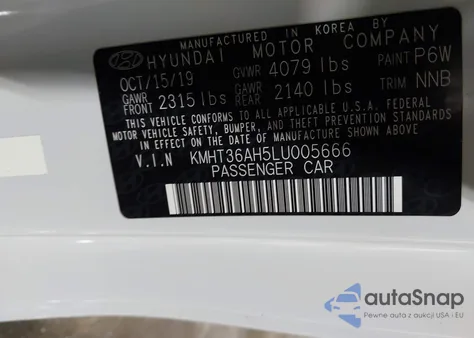 MANUFACTURED IN KOREA BY
HYUNDAI MOTOR COMPANY
OCT/15/19 GVWR 4079 lbs PAINT P6W
GAWR FRONT 2315 lbs GAWR REAR 2140 lbs TRIM NNB
THIS VEHICLE CONFORMS TO ALL APPLICABLE U.S. FEDERAL
MOTOR VEHICLE SAFETY, BUMPER, AND THEFT PREVENTION STANDARDS
IN EFFECT ON THE DATE OF MANUFACTURE SHOWN ABOVE.
V.I.N KMHT36AH5LU005666
PASSENGER CAR
autaSnap
Pewne auta z aukcji USA i EU